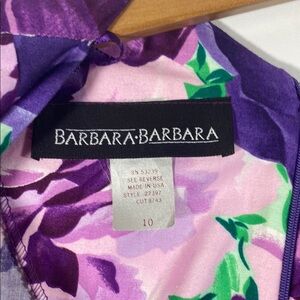 BARBARA·BARBARA
RN 53239
SEE REVERSE
MADE IN USA
STYLE 27397
CUT 8743
10